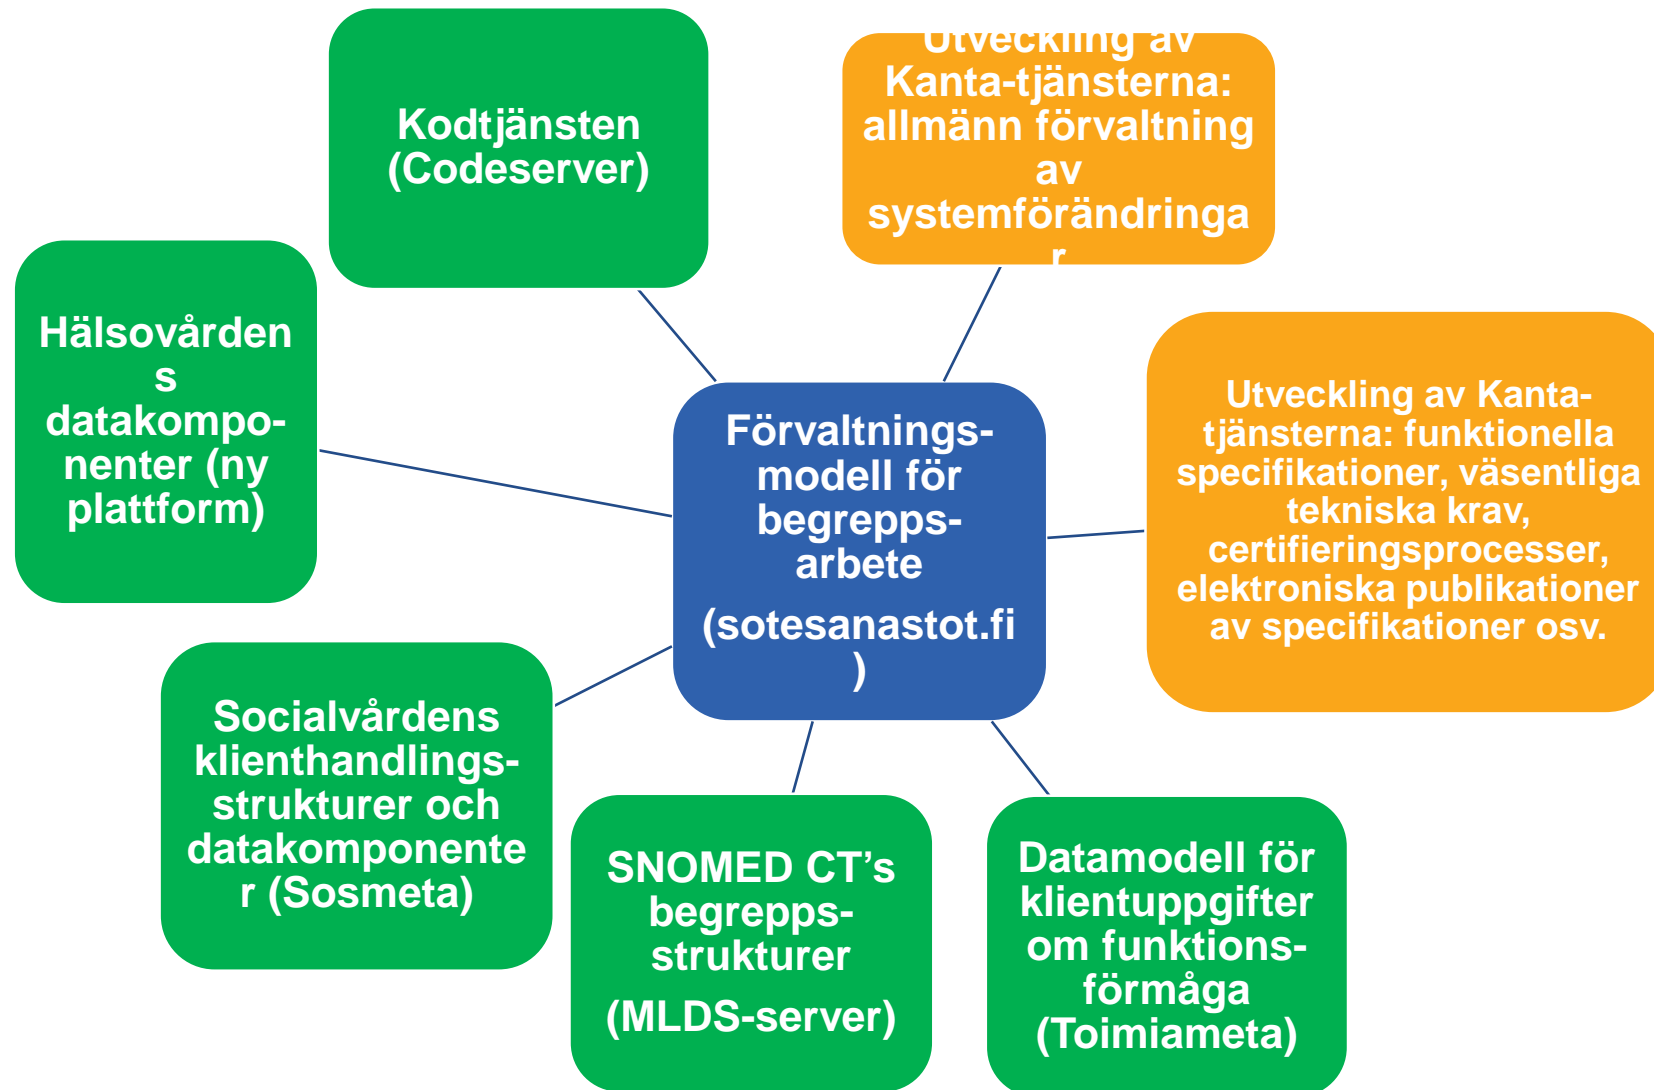 Kodtjänsten
(Codeserver)
Utveckling av
Kanta-tjänsterna:
allmänn förvaltning
av
systemförändringa
r
Hälsovården
s
datakompo-
nenter (ny
plattform)
Förvaltnings-
modell för
begrepps-
arbete
(sotesanastot.fi
)
Utveckling av Kanta-
tjänsterna: funktionella
specifikationer, väsentliga
tekniska krav,
certifieringsprocesser,
elektroniska publikationer
av specifikationer osv.
Socialvårdens
klienthandlings-
strukturer och
datakomponente
r (Sosmeta)
SNOMED CT’s
begrepps-
strukturer
(MLDS-server)
Datamodell för
klientuppgifter
om funktions-
förmåga
(Toimiameta)